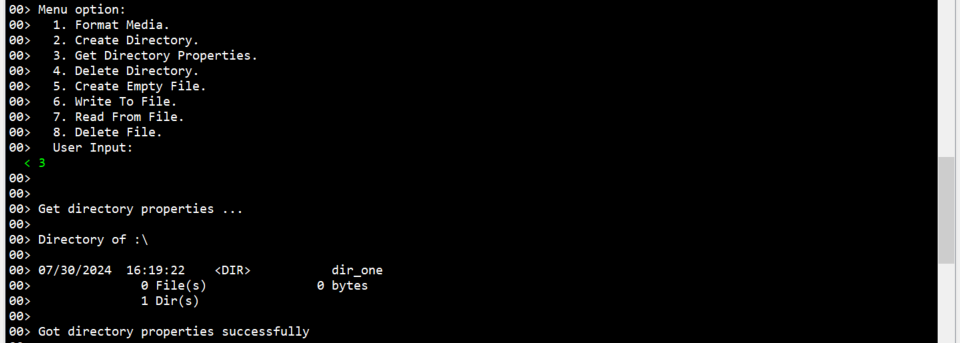 00> Menu option:
00>   1. Format Media.
00>   2. Create Directory.
00>   3. Get Directory Properties.
00>   4. Delete Directory.
00>   5. Create Empty File.
00>   6. Write To File.
00>   7. Read From File.
00>   8. Delete File.
00>   User Input:
  < 3
00>
00>
00> Get directory properties ...
00>
00> Directory of :\
00>
00> 07/30/2024  16:19:22    <DIR>           dir_one
00>               0 File(s)               0 bytes
00>               1 Dir(s)
00>
00> Got directory properties successfully
00>